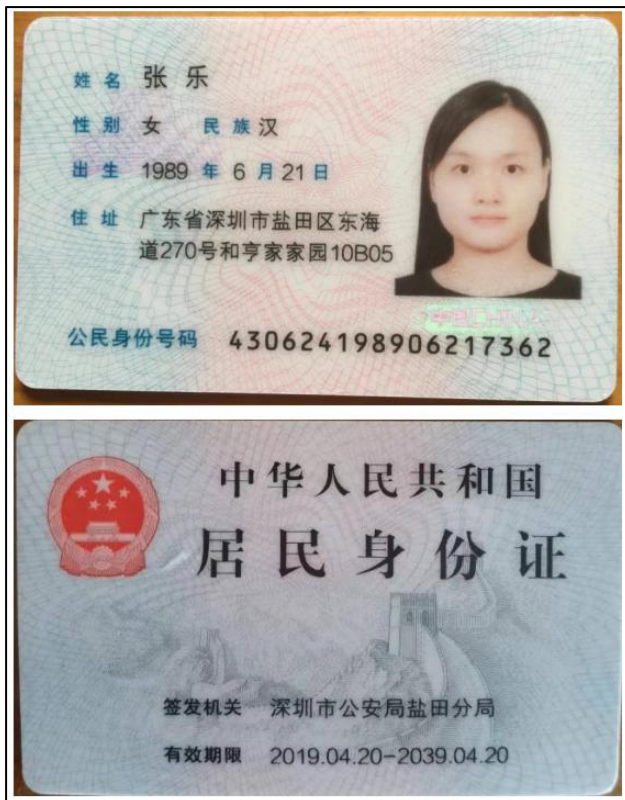 姓名 张乐
性别 女 民族 汉
出生 1989 年 6 月 21 日
住址 广东省深圳市盐田区东海
道270号和亨家家园10B05
公民身份号码 430624198906217362
中华人民共和国
居民身份证
签发机关 深圳市公安局盐田分局
有效期限 2019.04.20-2039.04.20